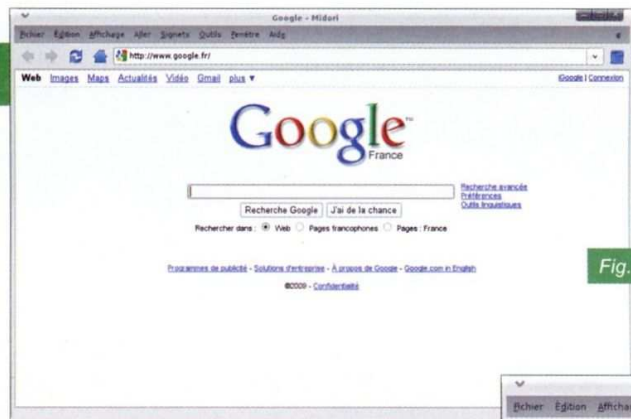 Google - Midori
Fichier Édition Affichage Aller Signets Outils Fenêtre Aide
http://www.google.fr/
Web Images Maps Actualités Vidéo Gmail plus ▼
iGoogle | Connexion
Google™
France
Recherche avancée
Préférences
Outils linguistiques
Recherche Google J'ai de la chance
Rechercher dans : Web Pages francophones Pages : France
Programmes de publicité - Solutions d'entreprise - À propos de Google - Google.com in English
©2009 - Confidentialité
Fig.
Fichier Édition Afficha